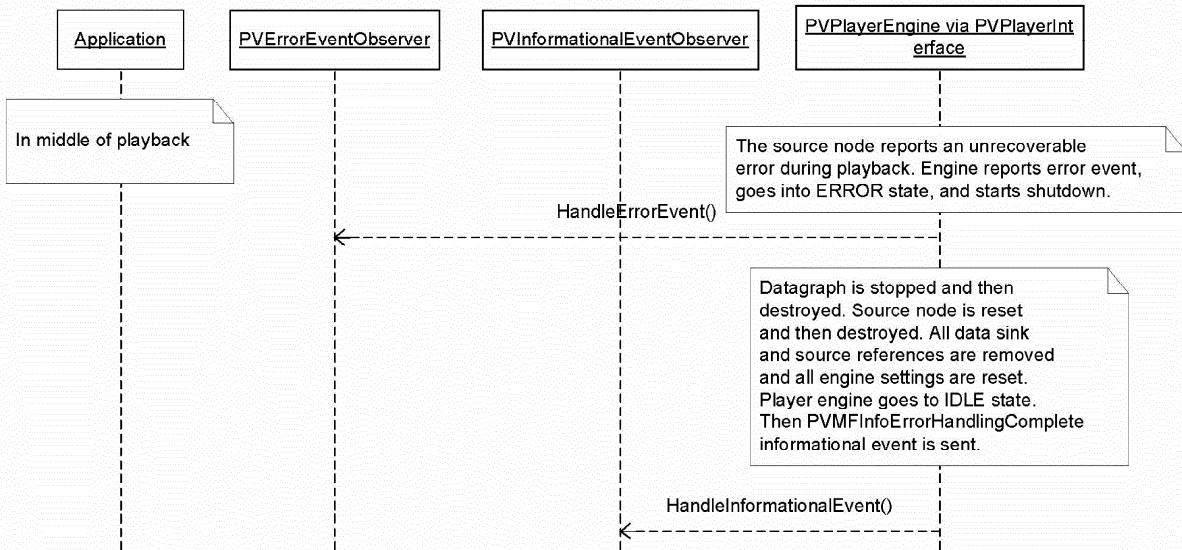 Application
PVErrorEventObserver
PVInformationalEventObserver
PVPlayerEngine via PVPlayerInt
erface
In middle of playback
The source node reports an unrecoverable
error during playback. Engine reports error event,
goes into ERROR state, and starts shutdown.
HandleErrorEvent()
Datagraph is stopped and then
destroyed. Source node is reset
and then destroyed. All data sink
and source references are removed
and all engine settings are reset.
Player engine goes to IDLE state.
Then PVMFInfoErrorHandlingComplete
informational event is sent.
HandleInformationalEvent()